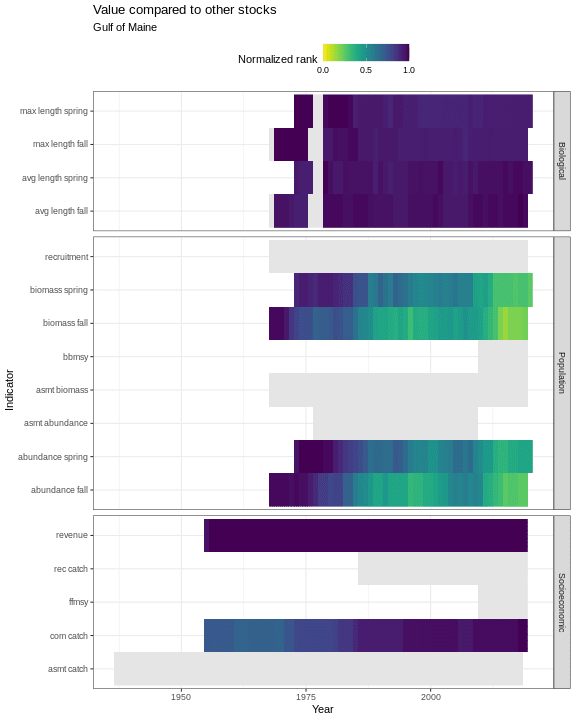 Value compared to other stocks
Gulf of Maine
Normalized rank
0.0 0.5 1.0
max length spring
max length fall
avg length spring
avg length fall
Biological
recruitment
biomass spring
biomass fall
bbmsy
asmt biomass
asmt abundance
abundance spring
abundance fall
Population
revenue
rec catch
ffmsy
com catch
asmt catch
Socioeconomic
Indicator
1950 1975 2000
Year